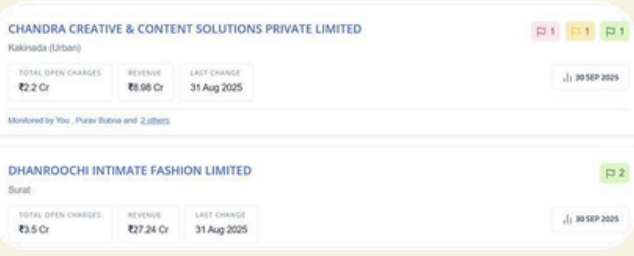 CHANDRA CREATIVE & CONTENT SOLUTIONS PRIVATE LIMITED
1 1 1
Kakinada (Urban)
TOTAL OPEN CHARGES REVENUE LAST CHANGE
₹2.2 Cr ₹8.98 Cr 31 Aug 2025
30 SEP 2025
Monitored by You , Purav Bubna and 2 others
DHANROOCHI INTIMATE FASHION LIMITED
2
Surat
TOTAL OPEN CHARGES REVENUE LAST CHANGE
₹3.5 Cr ₹27.24 Cr 31 Aug 2025
30 SEP 2025